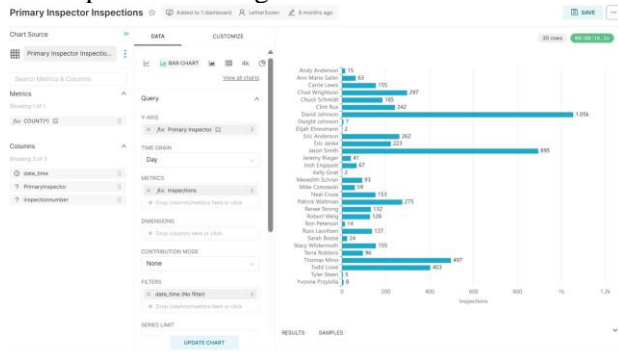 Primary Inspector Inspections
Added to 1 dashboard
6 months ago
SAVE
Chart Source
Primary Inspector Inspectio...
Search Metrics & Columns
Metrics
Showing 1 of 1
COUNT(*)
Columns
Showing 3 of 3
date_time
PrimaryInspector
Inspectionnumber
DATA
CUSTOMIZE
BAR CHART
4k
View all charts
Query
Y-AXIS
Primary Inspector
TIME GRAIN
Day
METRICS
Inspections
Drop columns/metrics here or click
DIMENSIONS
Drop columns here or click
CONTRIBUTION MODE
None
FILTERS
date_time (No filter)
Drop columns/metrics here or click
SERIES LIMIT
UPDATE CHART
30 rows
Andy Anderson 15
Ann Marie Sailer 63
Carrie Lewis 155
Chad Wrightson 297
Chuck Schmidt 185
Clint Rux 242
David Johnson 1.05k
Dwight Johnson 7
Elijah Ehresmann 2
Eric Anderson 262
Eric Janke 223
Jason Smith 895
Jeremy Rieger 41
Josh Engquist 67
Kelly Grat 2
Meredith Schrier 93
Mike Czmowski 59
Neal Cruse 153
Patrick Waltman 275
Renee Strong 132
Robert Meig 128
Ron Peterson 14
Russ Lauritsen 137
Sarah Boese 24
Stacy Wildermuth 155
Terra Robbins 96
Thomas Mino 497
Todd Lowe 403
Tyler Steen 5
Yvonne Przybilla 8
0 200 400 600 800 1k 1.2k
Inspections
RESULTS SAMPLES